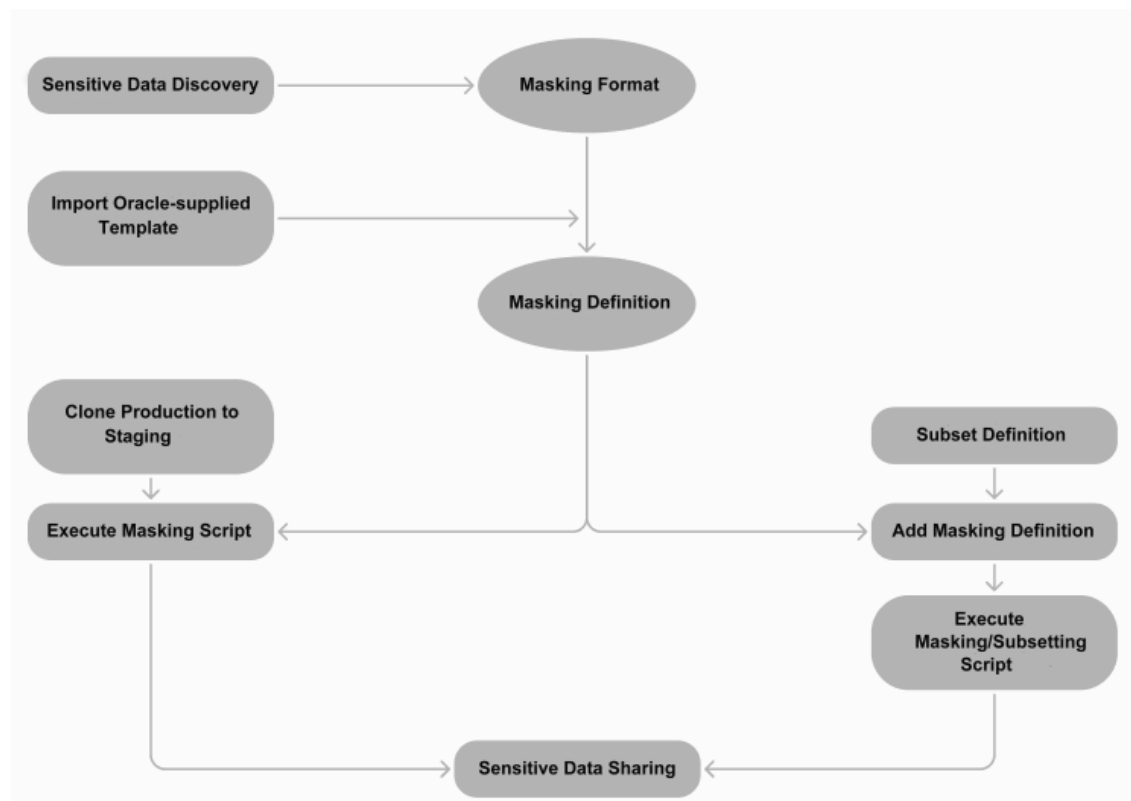 Sensitive Data Discovery
Masking Format
Import Oracle-supplied
Template
Masking Definition
Clone Production to
Staging
Subset Definition
Execute Masking Script
Add Masking Definition
Execute
Masking/Subsetting
Script
Sensitive Data Sharing